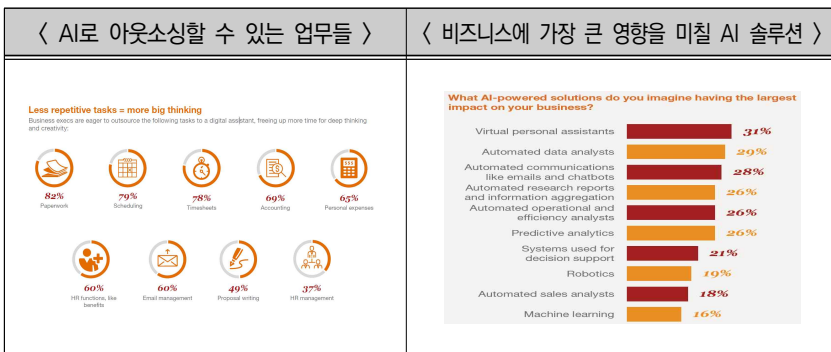 〈 AI로 아웃소싱할 수 있는 업무들 〉
〈 비즈니스에 가장 큰 영향을 미칠 AI 솔루션 〉
Less repetitive tasks = more big thinking
Business execs are eager to outsource the following tasks to a digital assistant, freeing up more time for deep thinking
and creativity:
82%
Paperwork
79%
Scheduling
78%
Timesheets
69%
Accounting
65%
Personal expenses
60%
HR functions, like
benefits
60%
Email management
49%
Proposal writing
37%
HR management
What AI-powered solutions do you imagine having the largest
impact on your business?
Virtual personal assistants 31%
Automated data analysts 29%
Automated communications
like emails and chatbots 28%
Automated research reports
and information aggregation 26%
Automated operational and
efficiency analysts 26%
Predictive analytics 26%
Systems used for
decision support 21%
Robotics 19%
Automated sales analysts 18%
Machine learning 16%